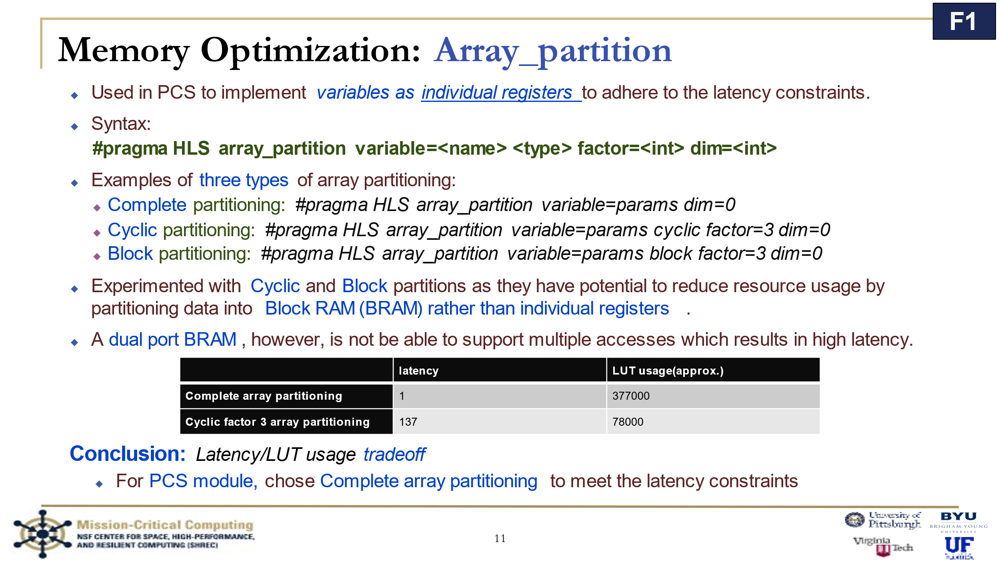 F1
Memory Optimization: Array_partition
Used in PCS to implement variables as individual registers to adhere to the latency constraints.
Syntax:
#pragma HLS array_partition variable=<name> <type> factor=<int> dim=<int>
Examples of three types of array partitioning:
Complete partitioning: #pragma HLS array_partition variable=params dim=0
Cyclic partitioning: #pragma HLS array_partition variable=params cyclic factor=3 dim=0
Block partitioning: #pragma HLS array_partition variable=params block factor=3 dim=0
Experimented with Cyclic and Block partitions as they have potential to reduce resource usage by
partitioning data into Block RAM (BRAM) rather than individual registers .
A dual port BRAM , however, is not be able to support multiple accesses which results in high latency.
latency LUT usage(approx.)
Complete array partitioning 1 377000
Cyclic factor 3 array partitioning 137 78000
Conclusion: Latency/LUT usage tradeoff
For PCS module, chose Complete array partitioning to meet the latency constraints
Mission-Critical Computing
NSF CENTER FOR SPACE, HIGH-PERFORMANCE,
AND RESILIENT COMPUTING (SHREC)
11
University of
Pittsburgh
BYU
BRIGHAM YOUNG
UNIVERSITY
Virginia
Tech
UF
FLORIDA